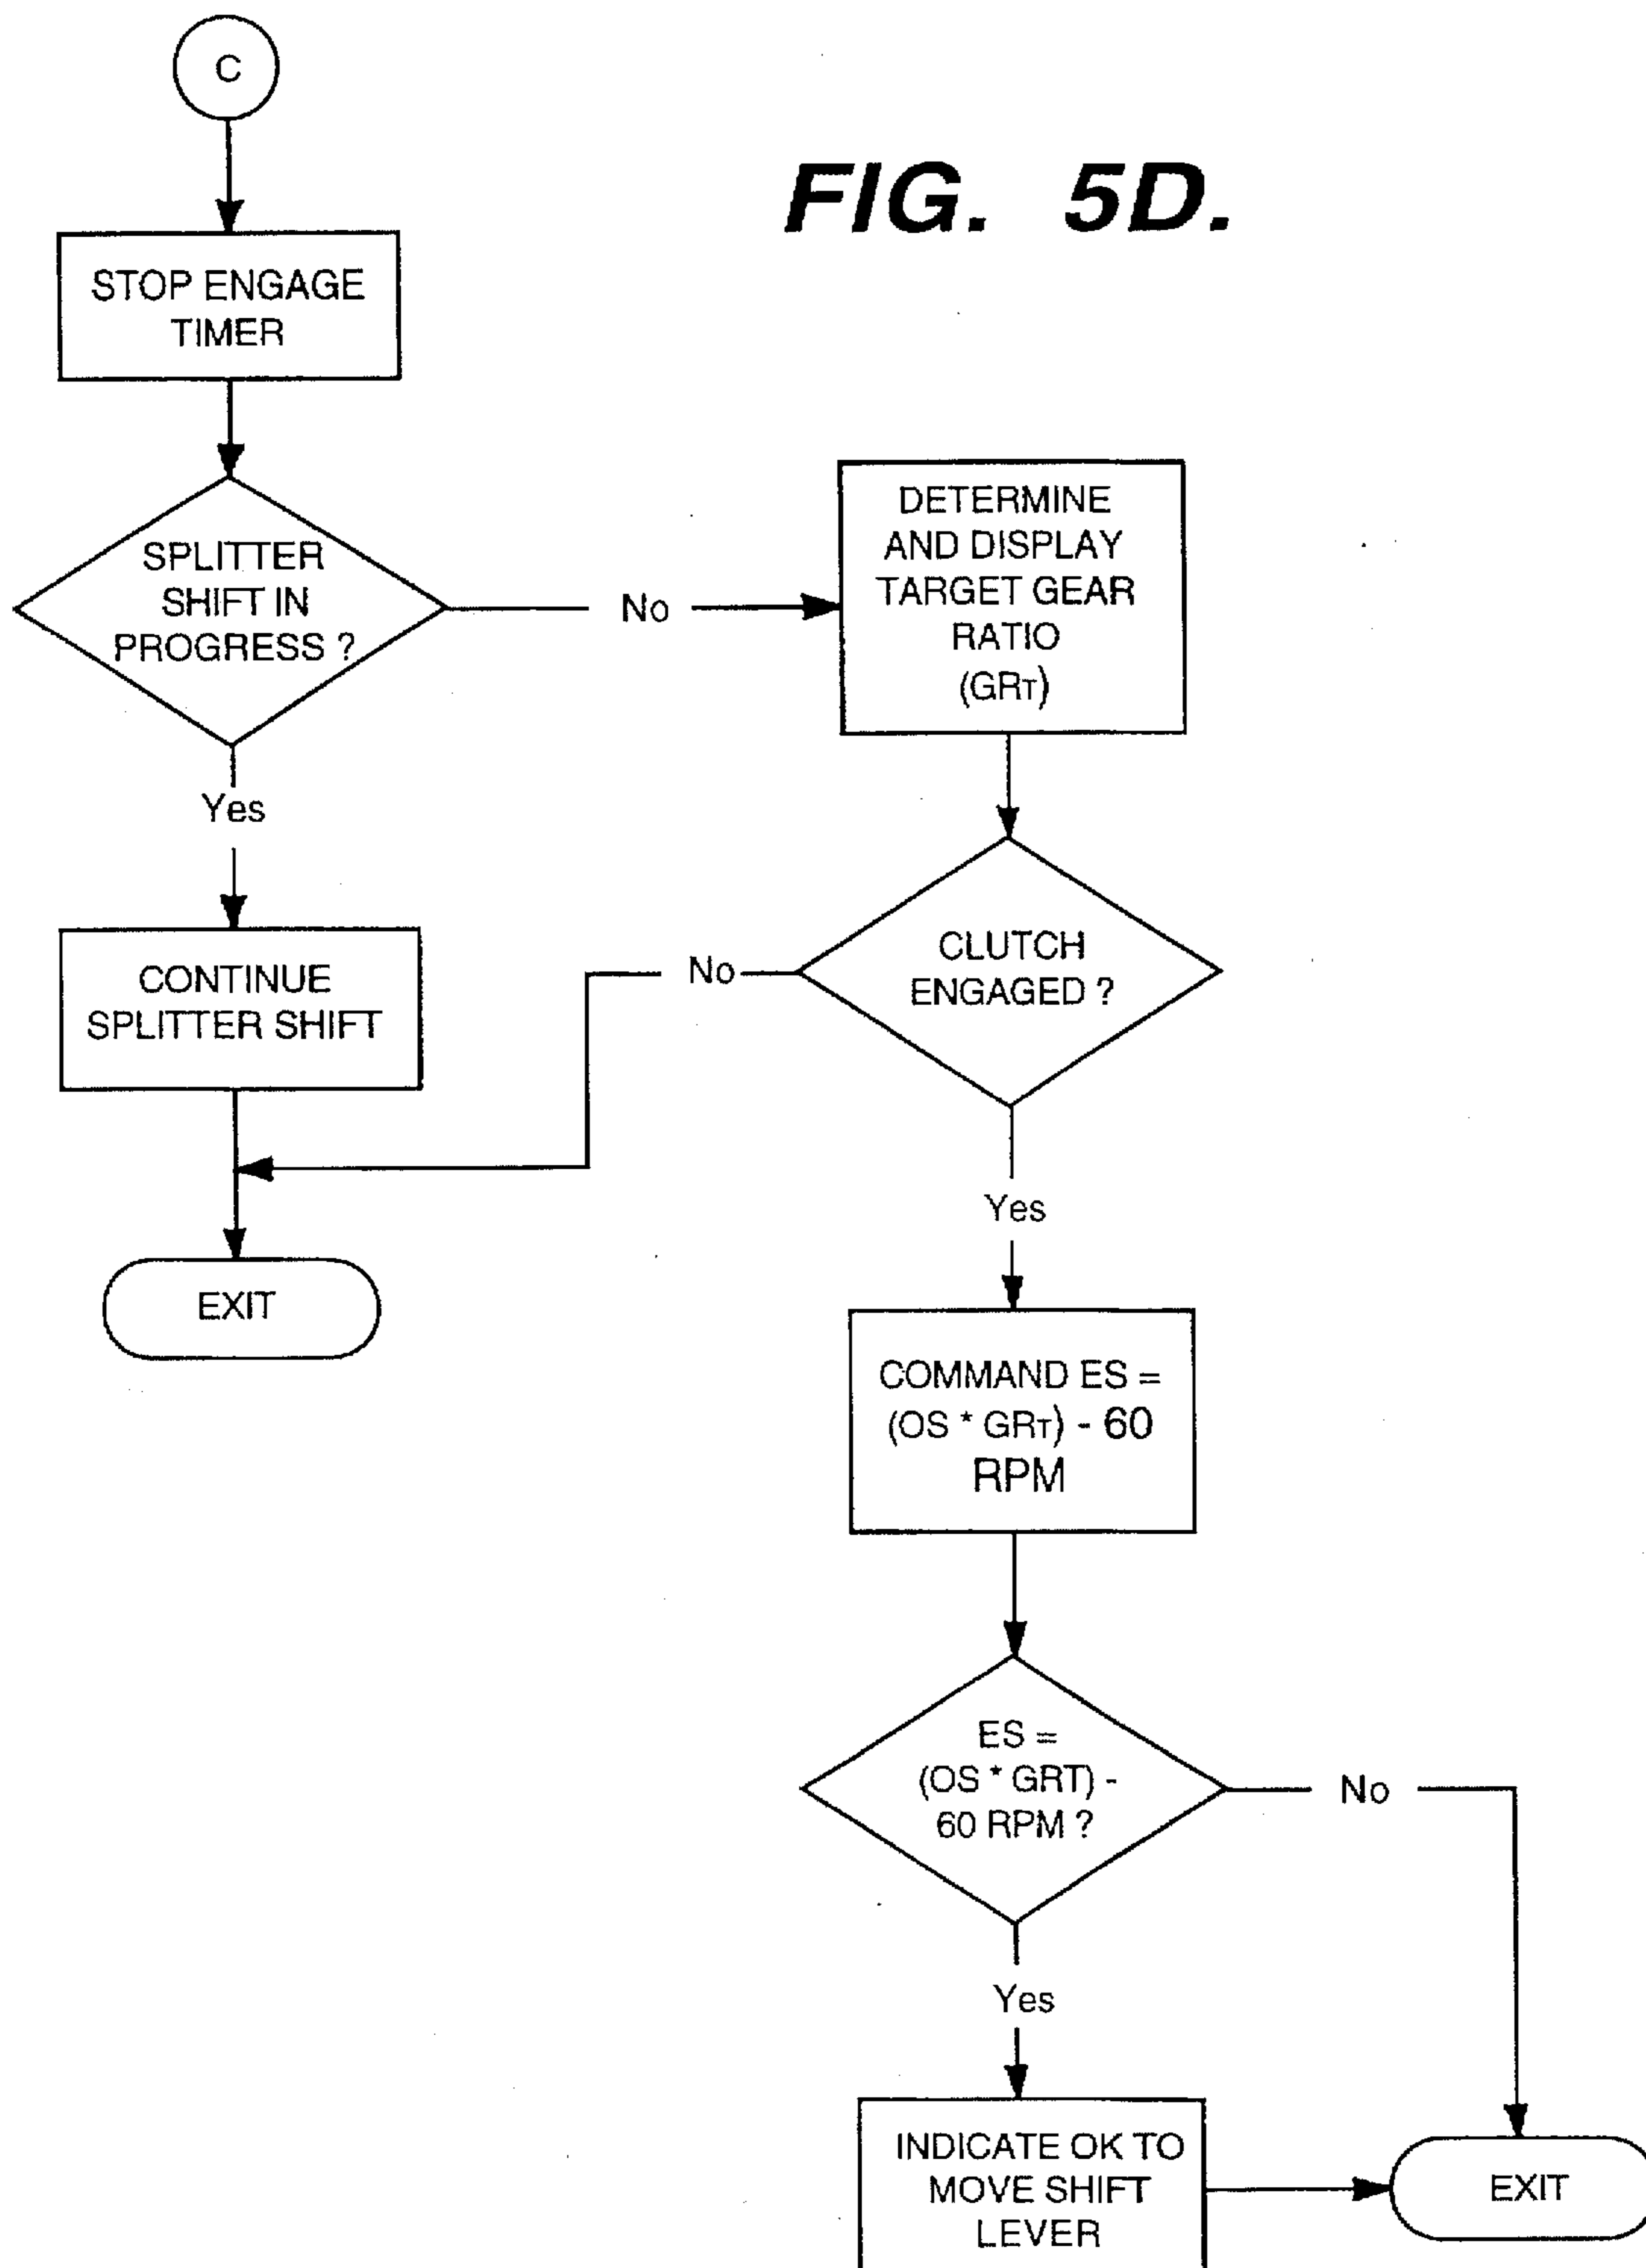 C
FIG. 5D.
STOP ENGAGE
TIMER
SPLITTER
SHIFT IN
PROGRESS ?
No
DETERMINE
AND DISPLAY
TARGET GEAR
RATIO
(GRT)
Yes
CONTINUE
SPLITTER SHIFT
No
CLUTCH
ENGAGED ?
Yes
EXIT
COMMAND ES =
(OS * GRT) - 60
RPM
ES =
(OS * GRT) -
60 RPM ?
No
Yes
INDICATE OK TO
MOVE SHIFT
LEVER
EXIT